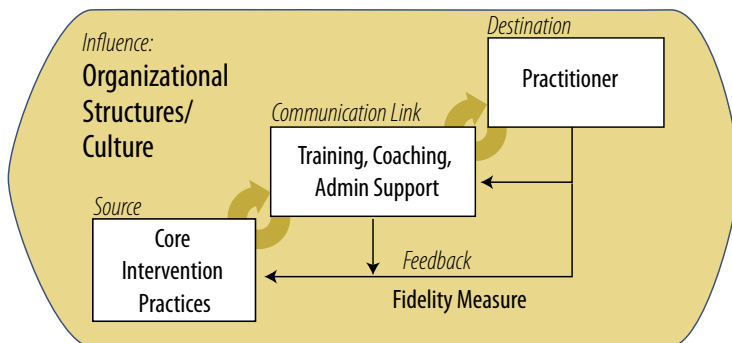 Influence:
Organizational
Structures/
Culture
Destination
Practitioner
Communication Link
Training, Coaching,
Admin Support
Source
Core
Intervention
Practices
Feedback
Fidelity Measure